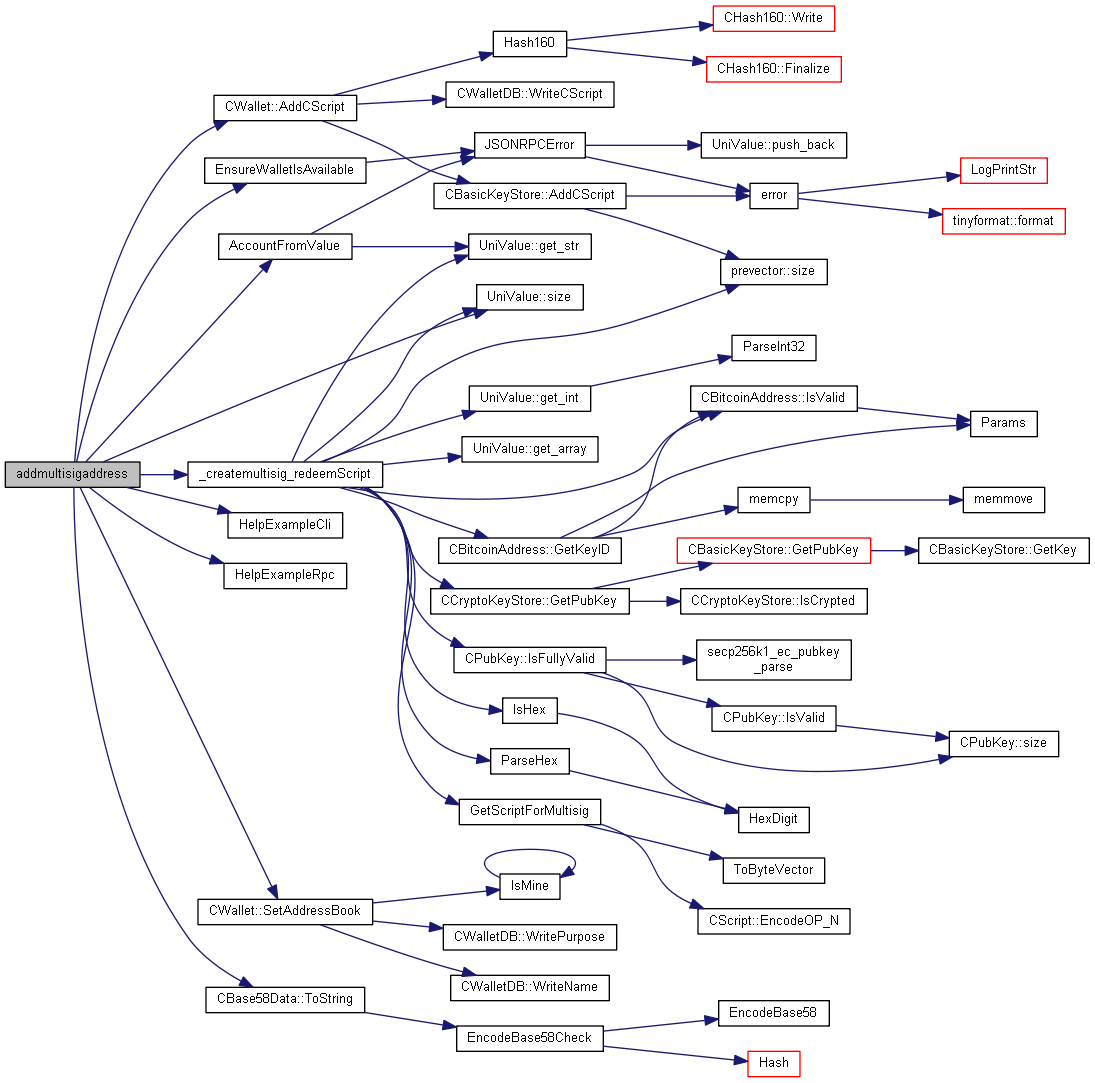 CHash160::Write
Hash160
CHash160::Finalize
CWalletDB::WriteCScript
CWallet::AddCScript
JSONRPCError
UniValue::push_back
EnsureWalletIsAvailable
LogPrintStr
CBasicKeyStore::AddCScript
error
tinyformat::format
AccountFromValue
UniValue::get_str
prevector::size
UniValue::size
ParseInt32
UniValue::get_int
CBitcoinAddress::IsValid
Params
UniValue::get_array
addmultisigaddress
_createmultisig_redeemScript
memcpy
memmove
HelpExampleCli
CBitcoinAddress::GetKeyID
CBasicKeyStore::GetPubKey
CBasicKeyStore::GetKey
HelpExampleRpc
CCryptoKeyStore::GetPubKey
CCryptoKeyStore::IsCrypted
CPubKey::IsFullyValid
secp256k1_ec_pubkey
_parse
IsHex
CPubKey::IsValid
CPubKey::size
ParseHex
GetScriptForMultisig
HexDigit
ToByteVector
IsMine
CWallet::SetAddressBook
CScript::EncodeOP_N
CWalletDB::WritePurpose
CWalletDB::WriteName
CBase58Data::ToString
EncodeBase58
EncodeBase58Check
Hash